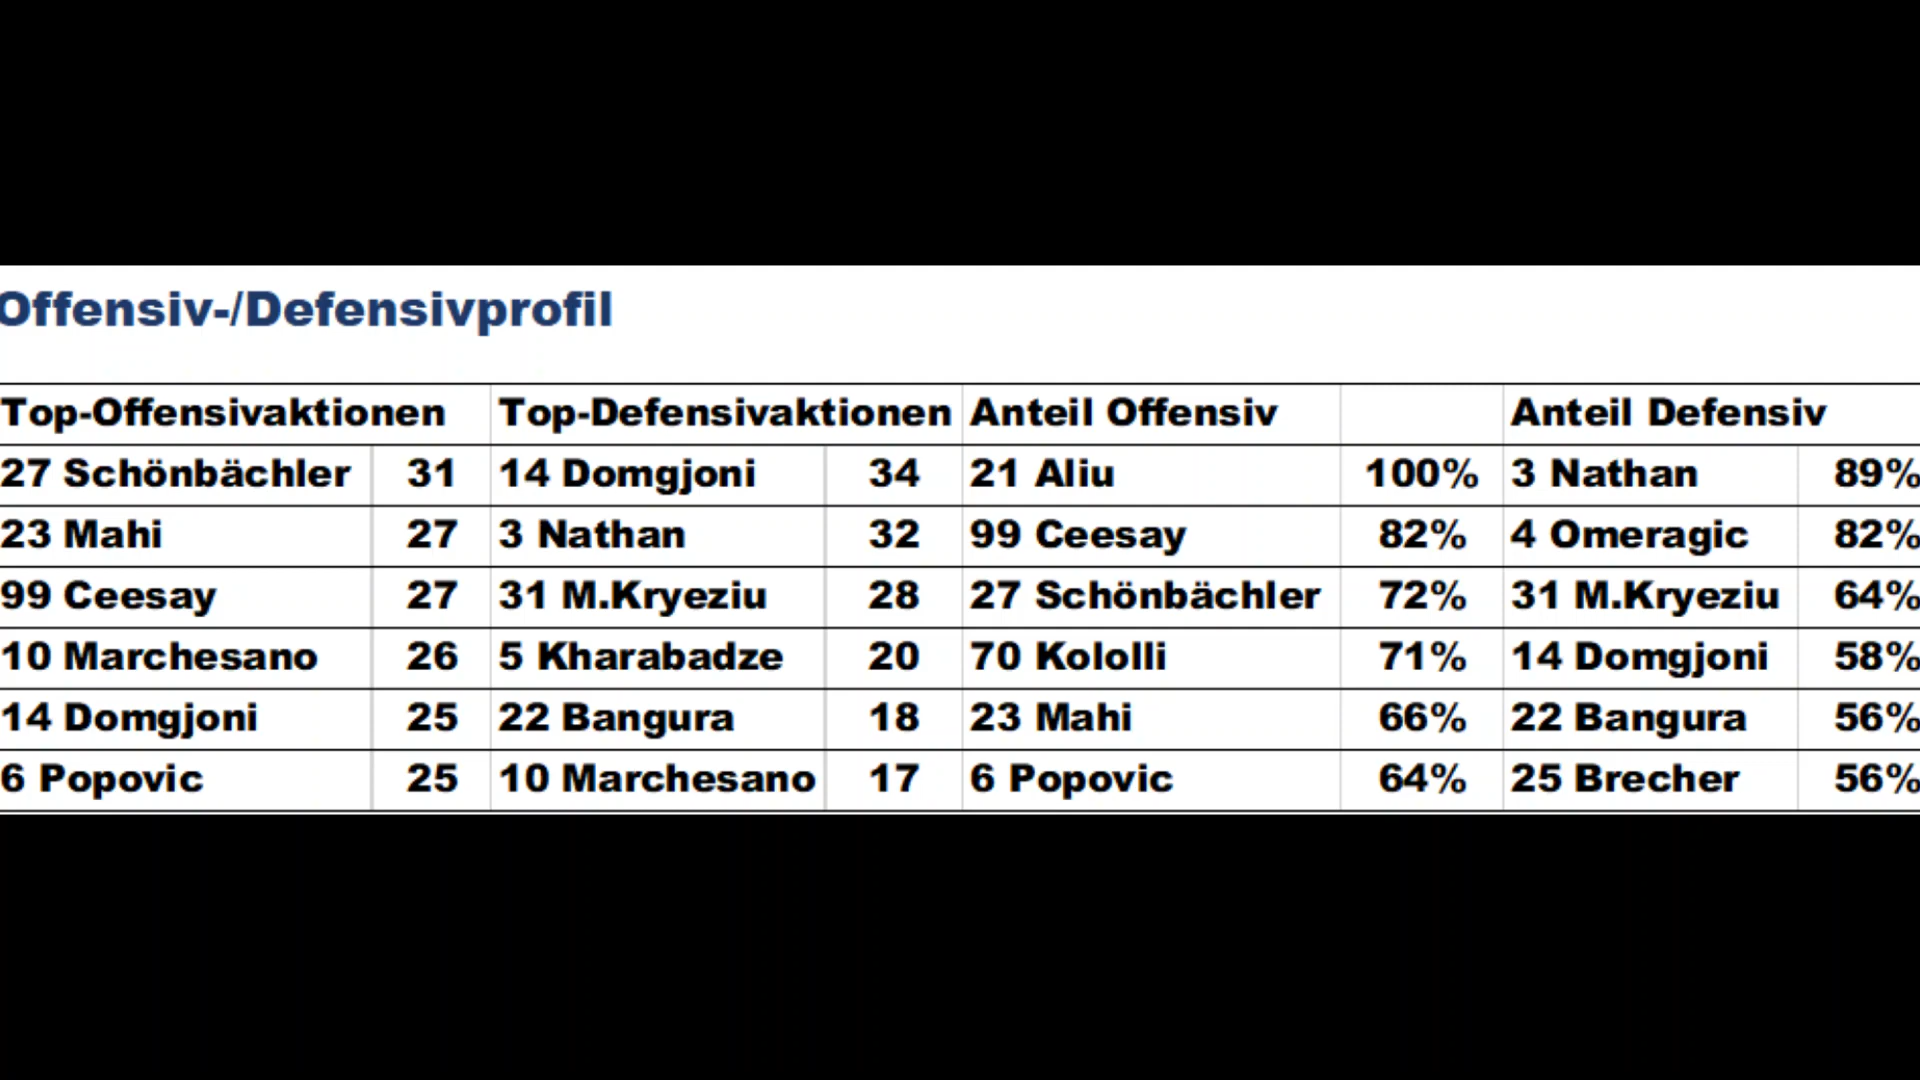 Offensiv-/Defensivprofil
Top-Offensivaktionen Top-Defensivaktionen Anteil Offensiv Anteil Defensiv
27 Schönbächler 31 14 Domgjoni 34 21 Aliu 100% 3 Nathan 89%
23 Mahi 27 3 Nathan 32 99 Ceesay 82% 4 Omeragic 82%
99 Ceesay 27 31 M.Kryeziu 28 27 Schönbächler 72% 31 M.Kryeziu 64%
10 Marchesano 26 5 Kharabadze 20 70 Kololli 71% 14 Domgjoni 58%
14 Domgjoni 25 22 Bangura 18 23 Mahi 66% 22 Bangura 56%
6 Popovic 25 10 Marchesano 17 6 Popovic 64% 25 Brecher 56%